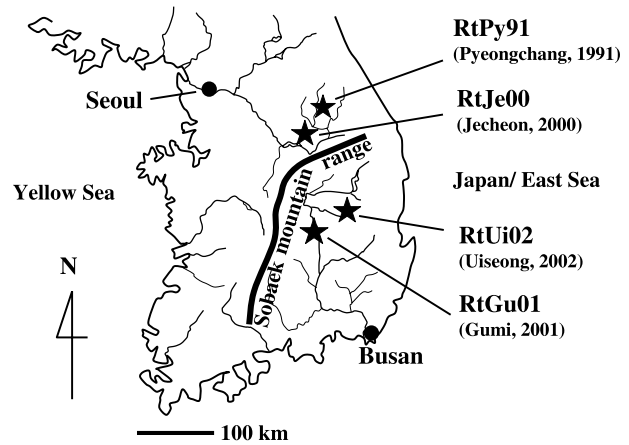 RtPy91
(Pyeongchang, 1991)
Seoul
RtJe00
(Jecheon, 2000)
Sobaek mountain range
Yellow Sea
Japan/ East Sea
RtUi02
(Uiseong, 2002)
N
RtGu01
(Gumi, 2001)
Busan
100 km